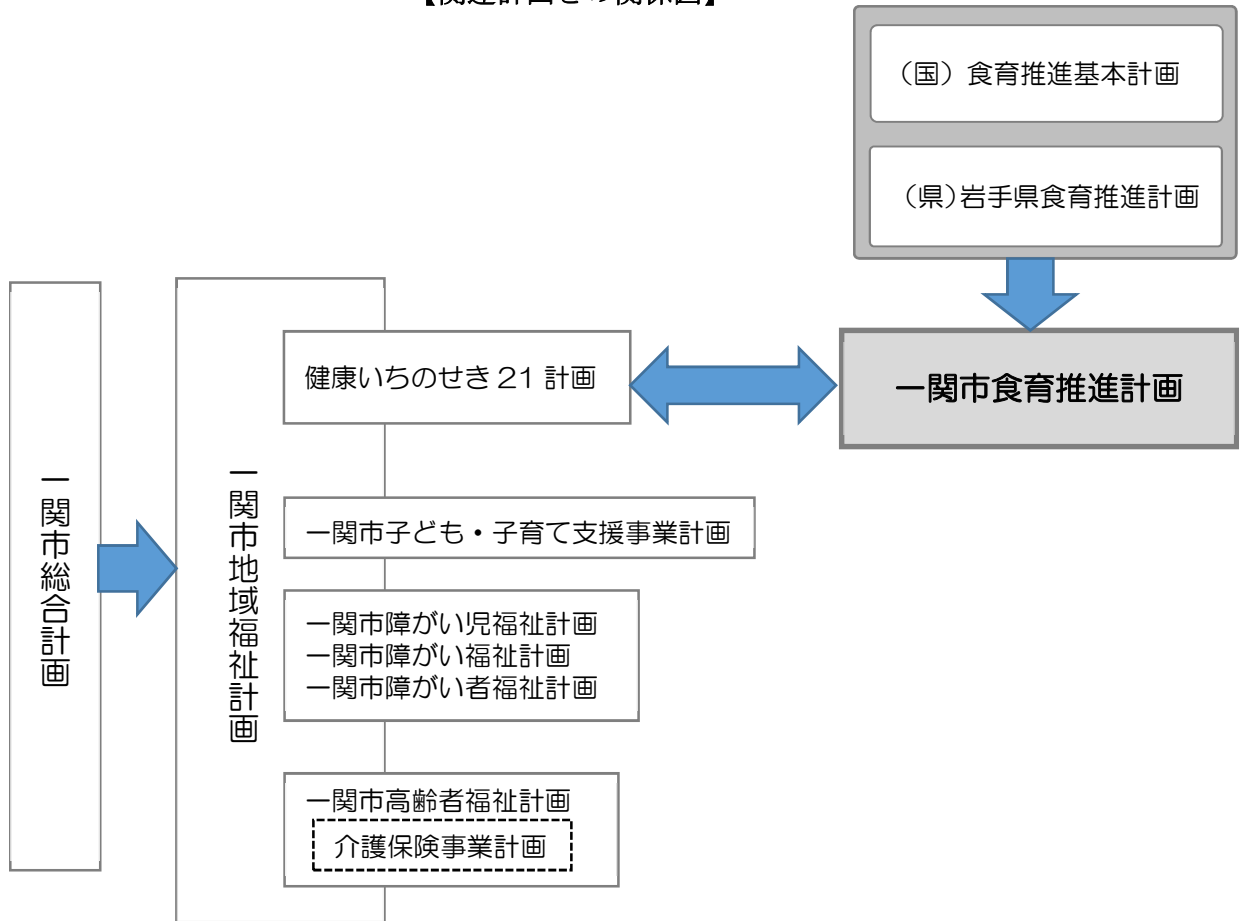 （国）食育推進基本計画
（県）岩手県食育推進計画
一関市食育推進計画
健康いちのせき21計画
一関市総合計画
一関市地域福祉計画
一関市子ども・子育て支援事業計画
一関市障がい児福祉計画
一関市障がい福祉計画
一関市障がい者福祉計画
一関市高齢者福祉計画
介護保険事業計画